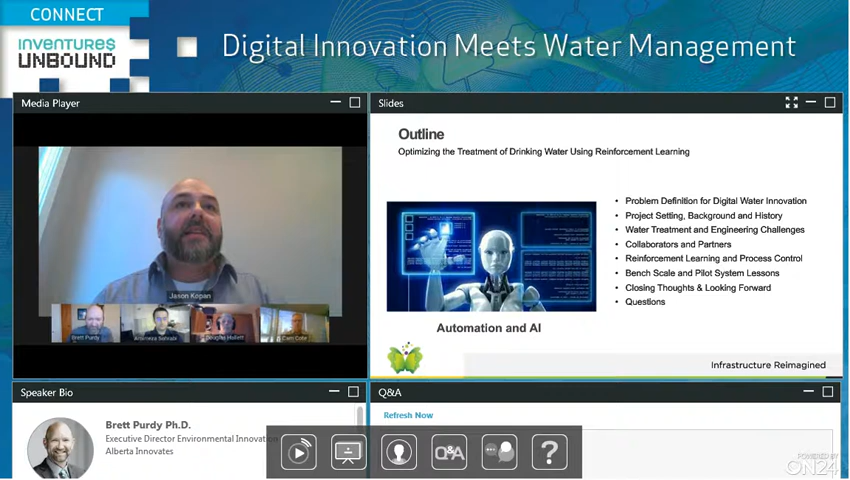 CONNECT
INVENTURES
UNBOUND
Digital Innovation Meets Water Management
Media Player
Slides
Outline
Optimizing the Treatment of Drinking Water Using Reinforcement Learning
• Problem Definition for Digital Water Innovation
• Project Setting, Background and History
• Water Treatment and Engineering Challenges
• Collaborators and Partners
• Reinforcement Learning and Process Control
• Bench Scale and Pilot System Lessons
• Closing Thoughts & Looking Forward
• Questions
Automation and AI
Infrastructure Reimagined
Jason Kopan
Brett Purdy
Douglas Hallett
Cam Cote
Speaker Bio
Brett Purdy Ph.D.
Executive Director Environmental Innovation
Alberta Innovates
Q&A
Refresh Now
Q&A
?
POWERED BY
ON24